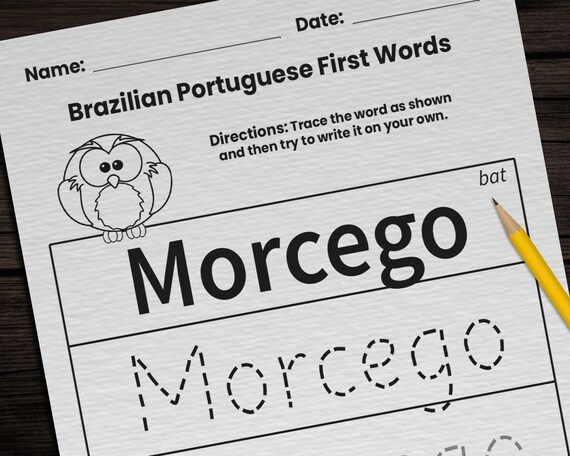 Name:
Date:
Brazilian Portuguese First Words
Directions: Trace the word as shown
and then try to write it on your own.
bat
Morcego
Morcego